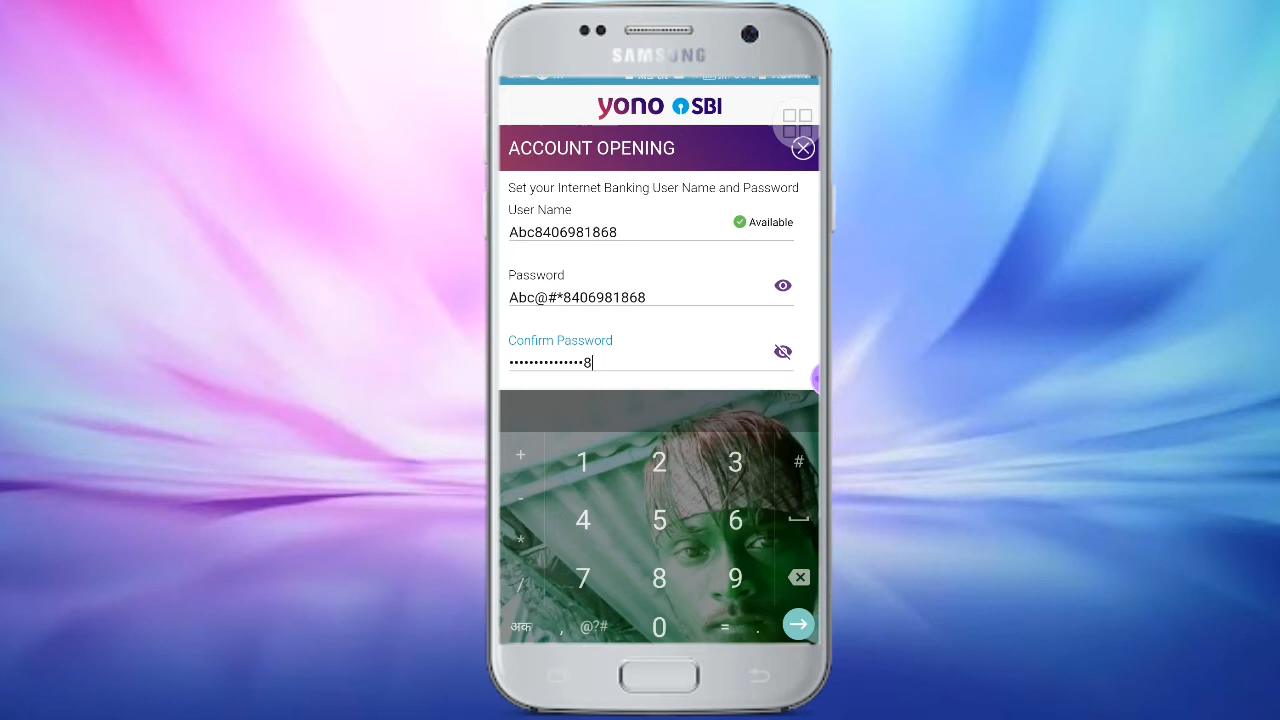 SAMSUNG
yono SBI
ACCOUNT OPENING
Set your Internet Banking User Name and Password
User Name
Abc8406981868
Available
Password
Abc@#*8406981868
Confirm Password
•••••••••••••••8
+ 1 2 3 #
-
4 5 6
*
7 8 9
/
अक , @?# 0 = .